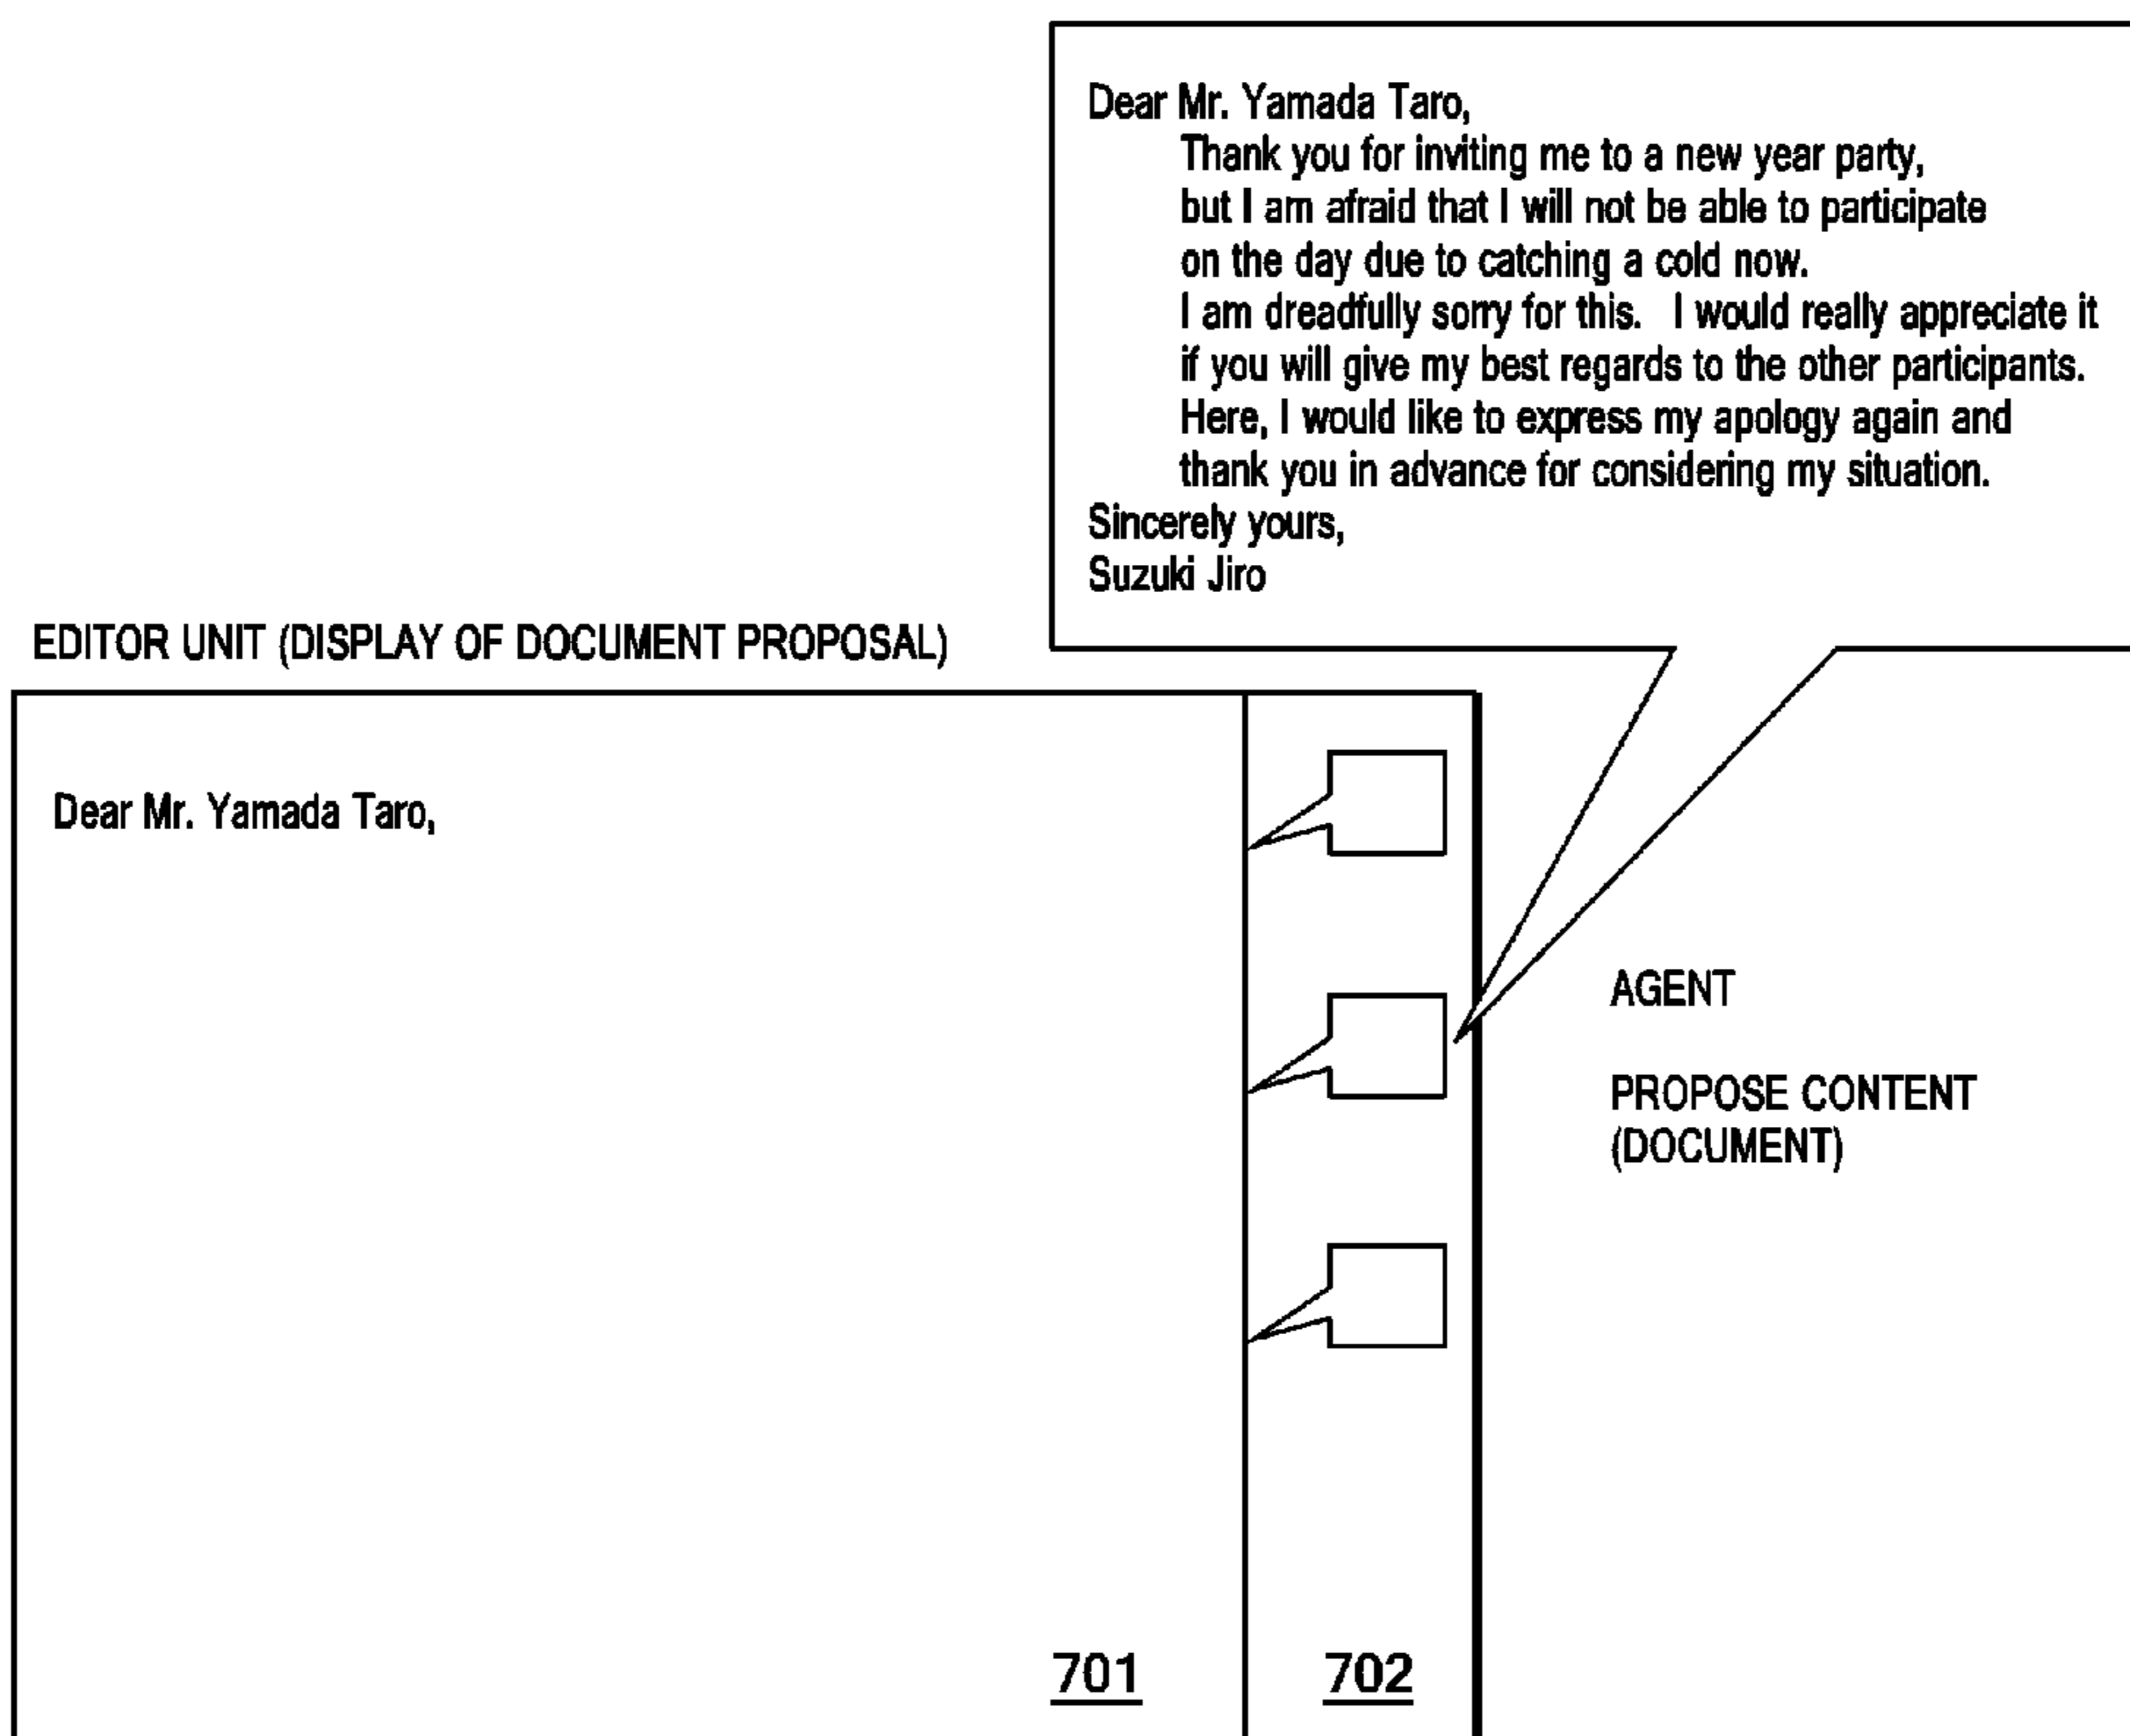 Dear Mr. Yamada Taro,
Thank you for inviting me to a new year party,
but I am afraid that I will not be able to participate
on the day due to catching a cold now.
I am dreadfully sorry for this. I would really appreciate it
if you will give my best regards to the other participants.
Here, I would like to express my apology again and
thank you in advance for considering my situation.
Sincerely yours,
Suzuki Jiro
EDITOR UNIT (DISPLAY OF DOCUMENT PROPOSAL)
Dear Mr. Yamada Taro,
AGENT
PROPOSE CONTENT
(DOCUMENT)
701
702